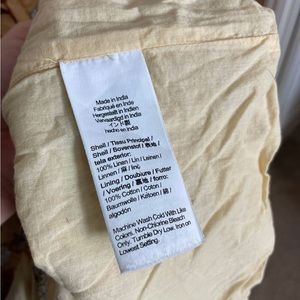 Made in India
Fabriqué en Inde
Hergestellt in Indien
Vervaardigd in India
インド製
hecho en India
Shell / Tissu Principal /
Shell / Bovenstof / 表地 /
tela exterior:
100% Linen / Lin / Leinen /
Linnen / 麻 / lino
Lining / Doublure / Futter
/ Voering / 裏地 / forro:
100% Cotton / Coton /
Baumwolle / Katoen / 綿 /
algodón
Machine Wash Cold With Like
Colors. Non-Chlorine Bleach
Only. Tumble Dry Low. Iron on
Lowest Setting.